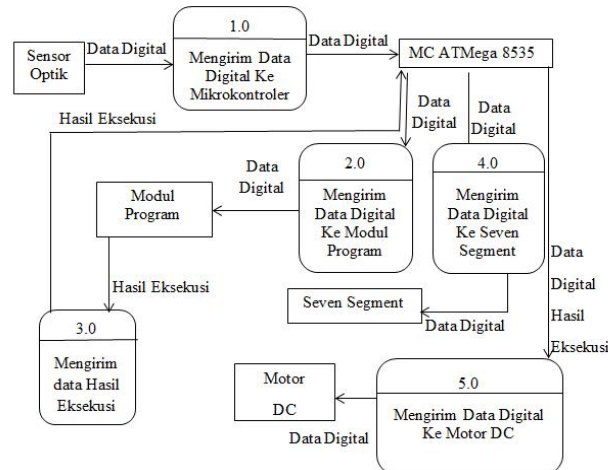 1.0
Sensor
Optik
Data Digital
Mengirim Data
Digital Ke
Mikrokontroler
Data Digital
MC ATMega 8535
Hasil Eksekusi
Data
Digital
Data
Digital
2.0
Mengirim
Data Digital
Ke Modul
Program
4.0
Mengirim
Data Digital
Ke Seven
Segment
Data
Digital
Modul
Program
Hasil Eksekusi
Data
Digital
Hasil
Eksekusi
Seven Segment
Data Digital
3.0
Mengirim
data Hasil
Eksekusi
Motor
DC
Data Digital
5.0
Mengirim Data Digital
Ke Motor DC